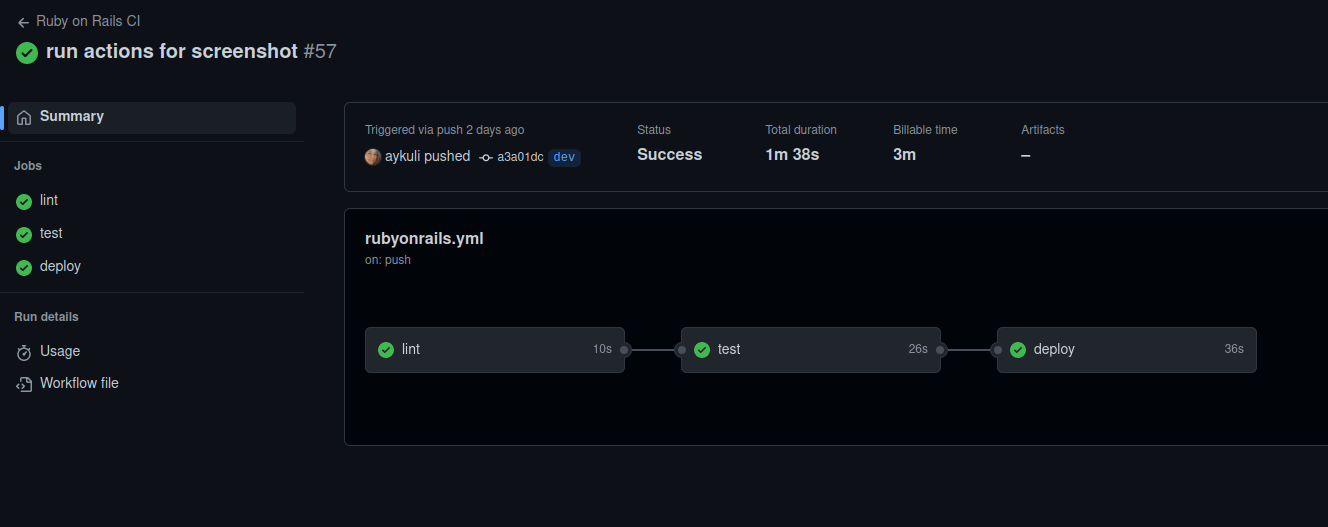 Ruby on Rails CI
run actions for screenshot #57
Summary
Jobs
lint
test
deploy
Run details
Usage
Workflow file
Triggered via push 2 days ago
aykuli pushed a3a01dc dev
Status
Success
Total duration
1m 38s
Billable time
3m
Artifacts
–
rubyonrails.yml
on: push
lint 10s
test 26s
deploy 36s